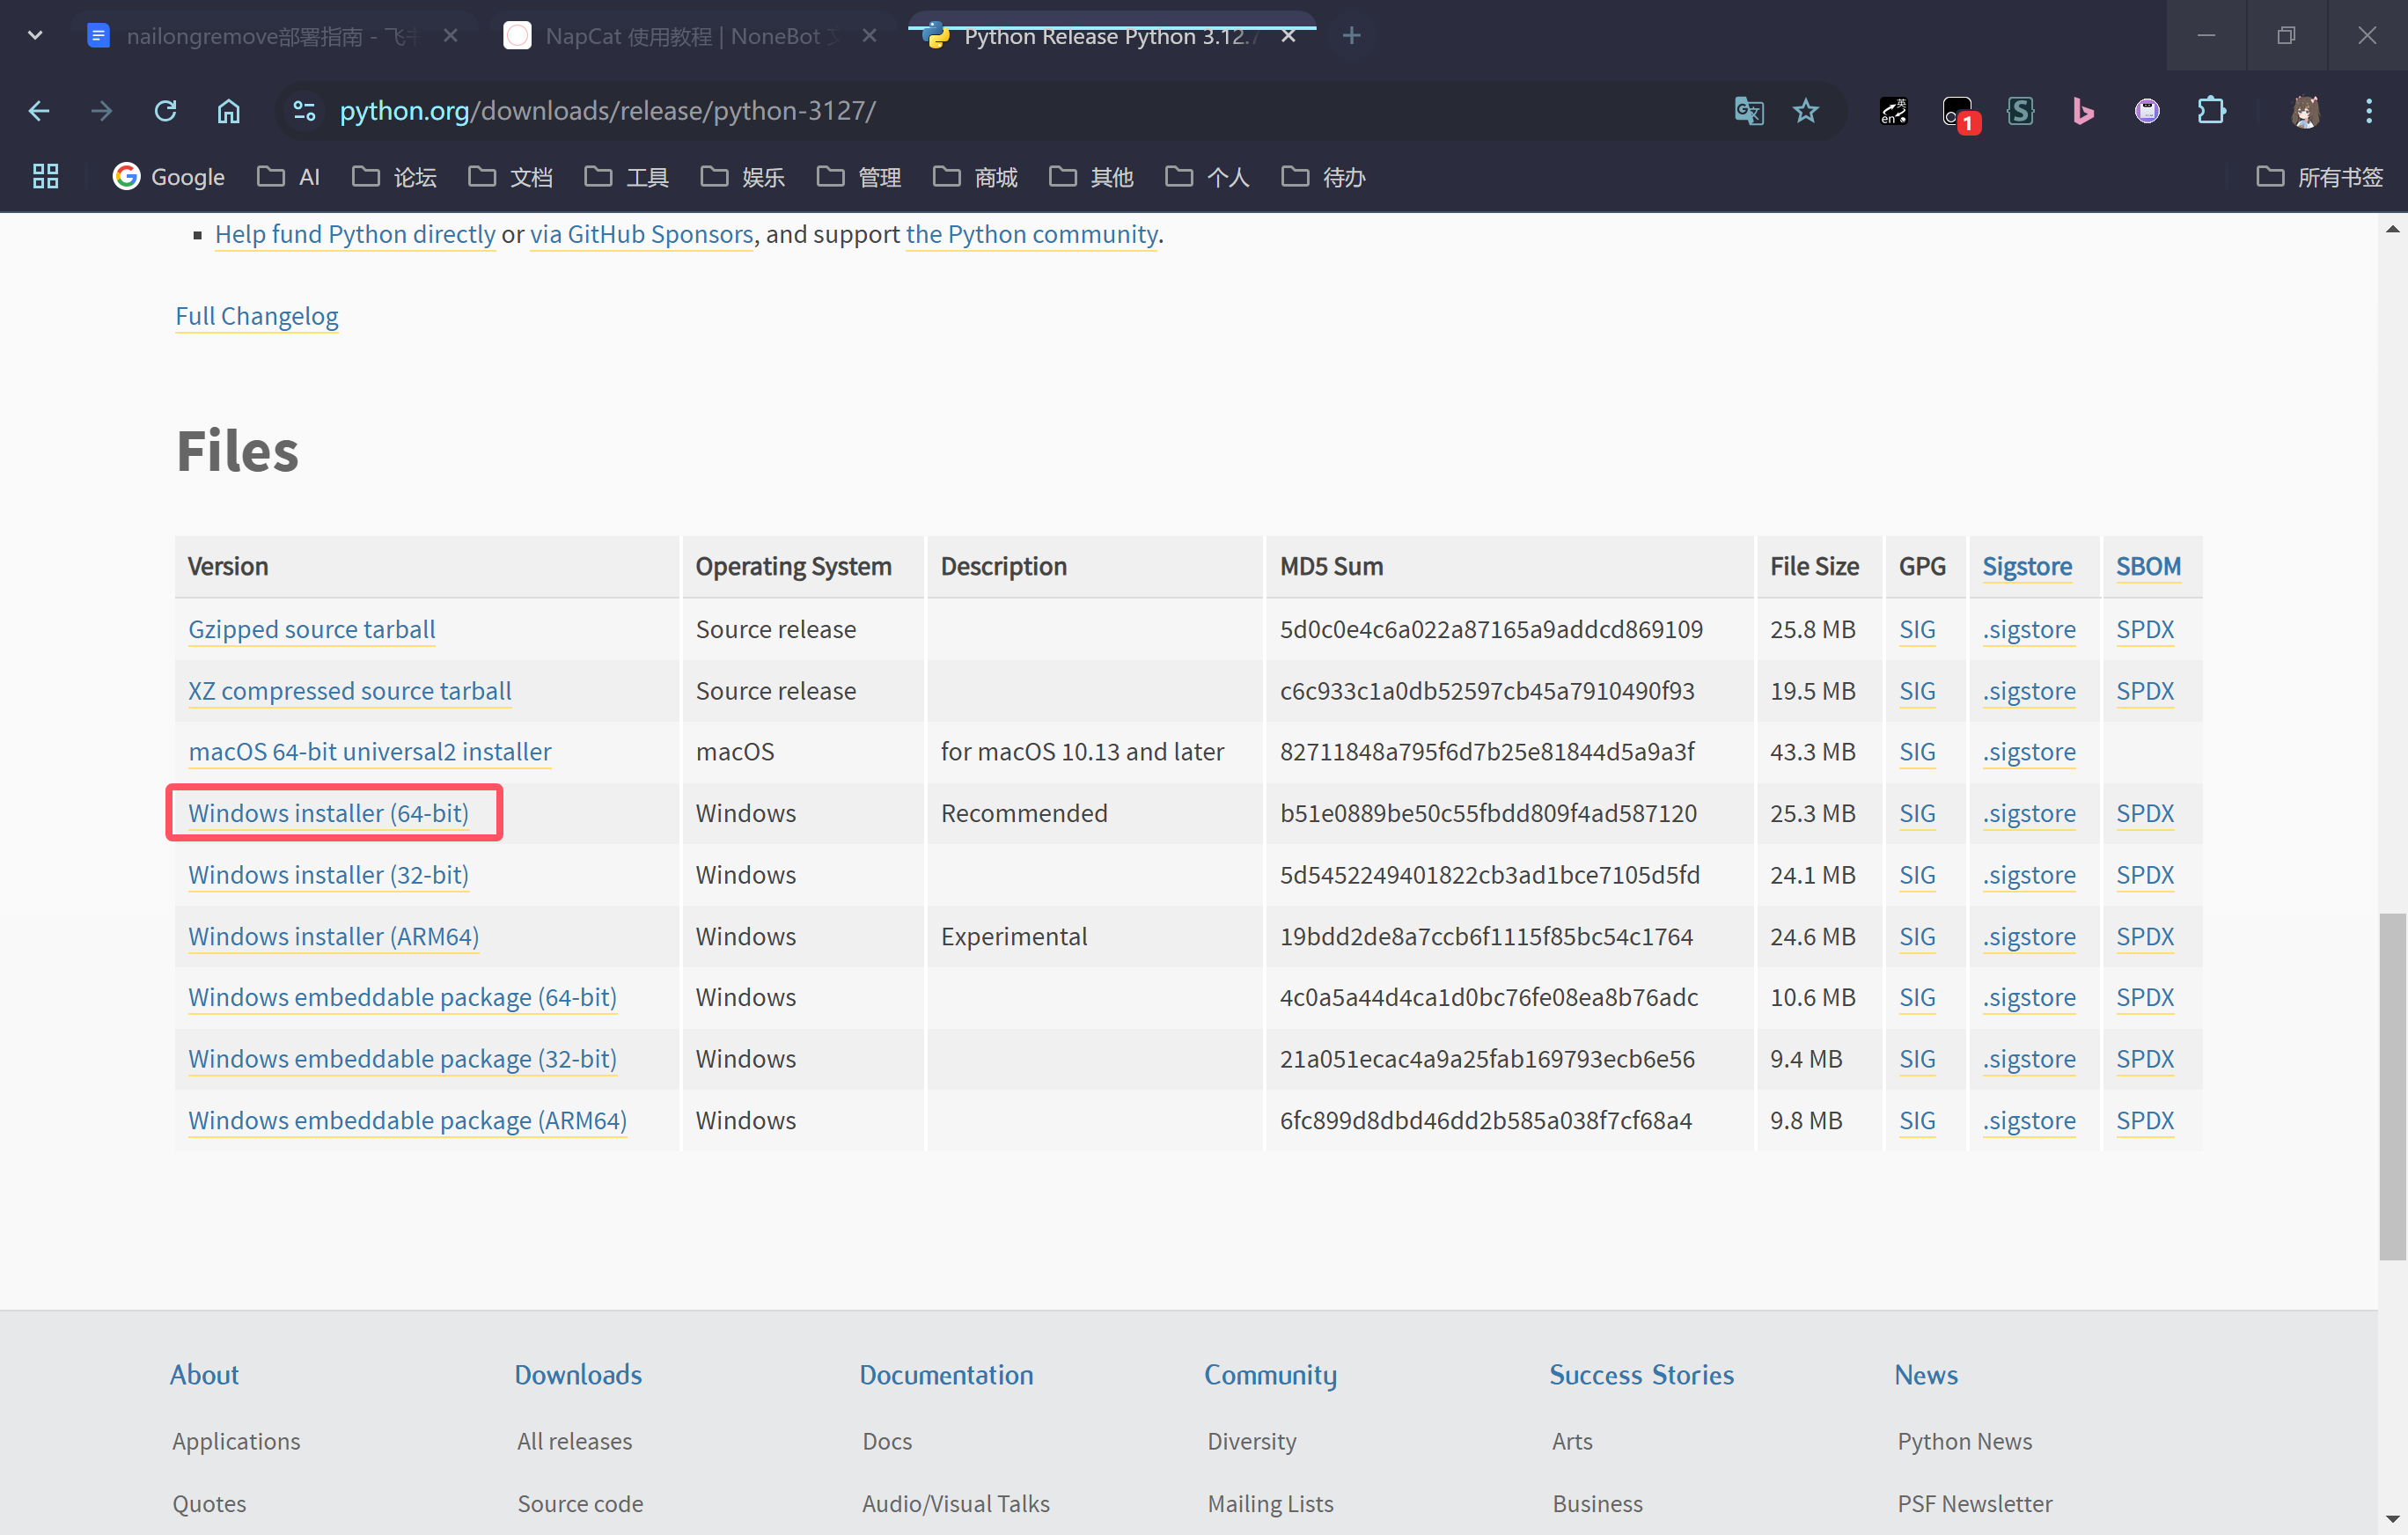 nailongremove部署指南 - 飞书
NapCat 使用教程 | NoneBot 文
Python Release Python 3.12.7
python.org/downloads/release/python-3127/
英
en
1
S
Google AI 论坛 文档 工具 娱乐 管理 商城 其他 个人 待办 所有书签
Help fund Python directly or via GitHub Sponsors, and support the Python community.
Full Changelog
Files
Version Operating System Description MD5 Sum File Size GPG Sigstore SBOM
Gzipped source tarball Source release 5d0c0e4c6a022a87165a9addcd869109 25.8 MB SIG .sigstore SPDX
XZ compressed source tarball Source release c6c933c1a0db52597cb45a7910490f93 19.5 MB SIG .sigstore SPDX
macOS 64-bit universal2 installer macOS for macOS 10.13 and later 82711848a795f6d7b25e81844d5a9a3f 43.3 MB SIG .sigstore
Windows installer (64-bit) Windows Recommended b51e0889be50c55fbdd809f4ad587120 25.3 MB SIG .sigstore SPDX
Windows installer (32-bit) Windows 5d5452249401822cb3ad1bce7105d5fd 24.1 MB SIG .sigstore SPDX
Windows installer (ARM64) Windows Experimental 19bdd2de8a7ccb6f1115f85bc54c1764 24.6 MB SIG .sigstore SPDX
Windows embeddable package (64-bit) Windows 4c0a5a44d4ca1d0bc76fe08ea8b76adc 10.6 MB SIG .sigstore SPDX
Windows embeddable package (32-bit) Windows 21a051ecac4a9a25fab169793ecb6e56 9.4 MB SIG .sigstore SPDX
Windows embeddable package (ARM64) Windows 6fc899d8dbd46dd2b585a038f7cf68a4 9.8 MB SIG .sigstore SPDX
About Downloads Documentation Community Success Stories News
Applications All releases Docs Diversity Arts Python News
Quotes Source code Audio/Visual Talks Mailing Lists Business PSF Newsletter